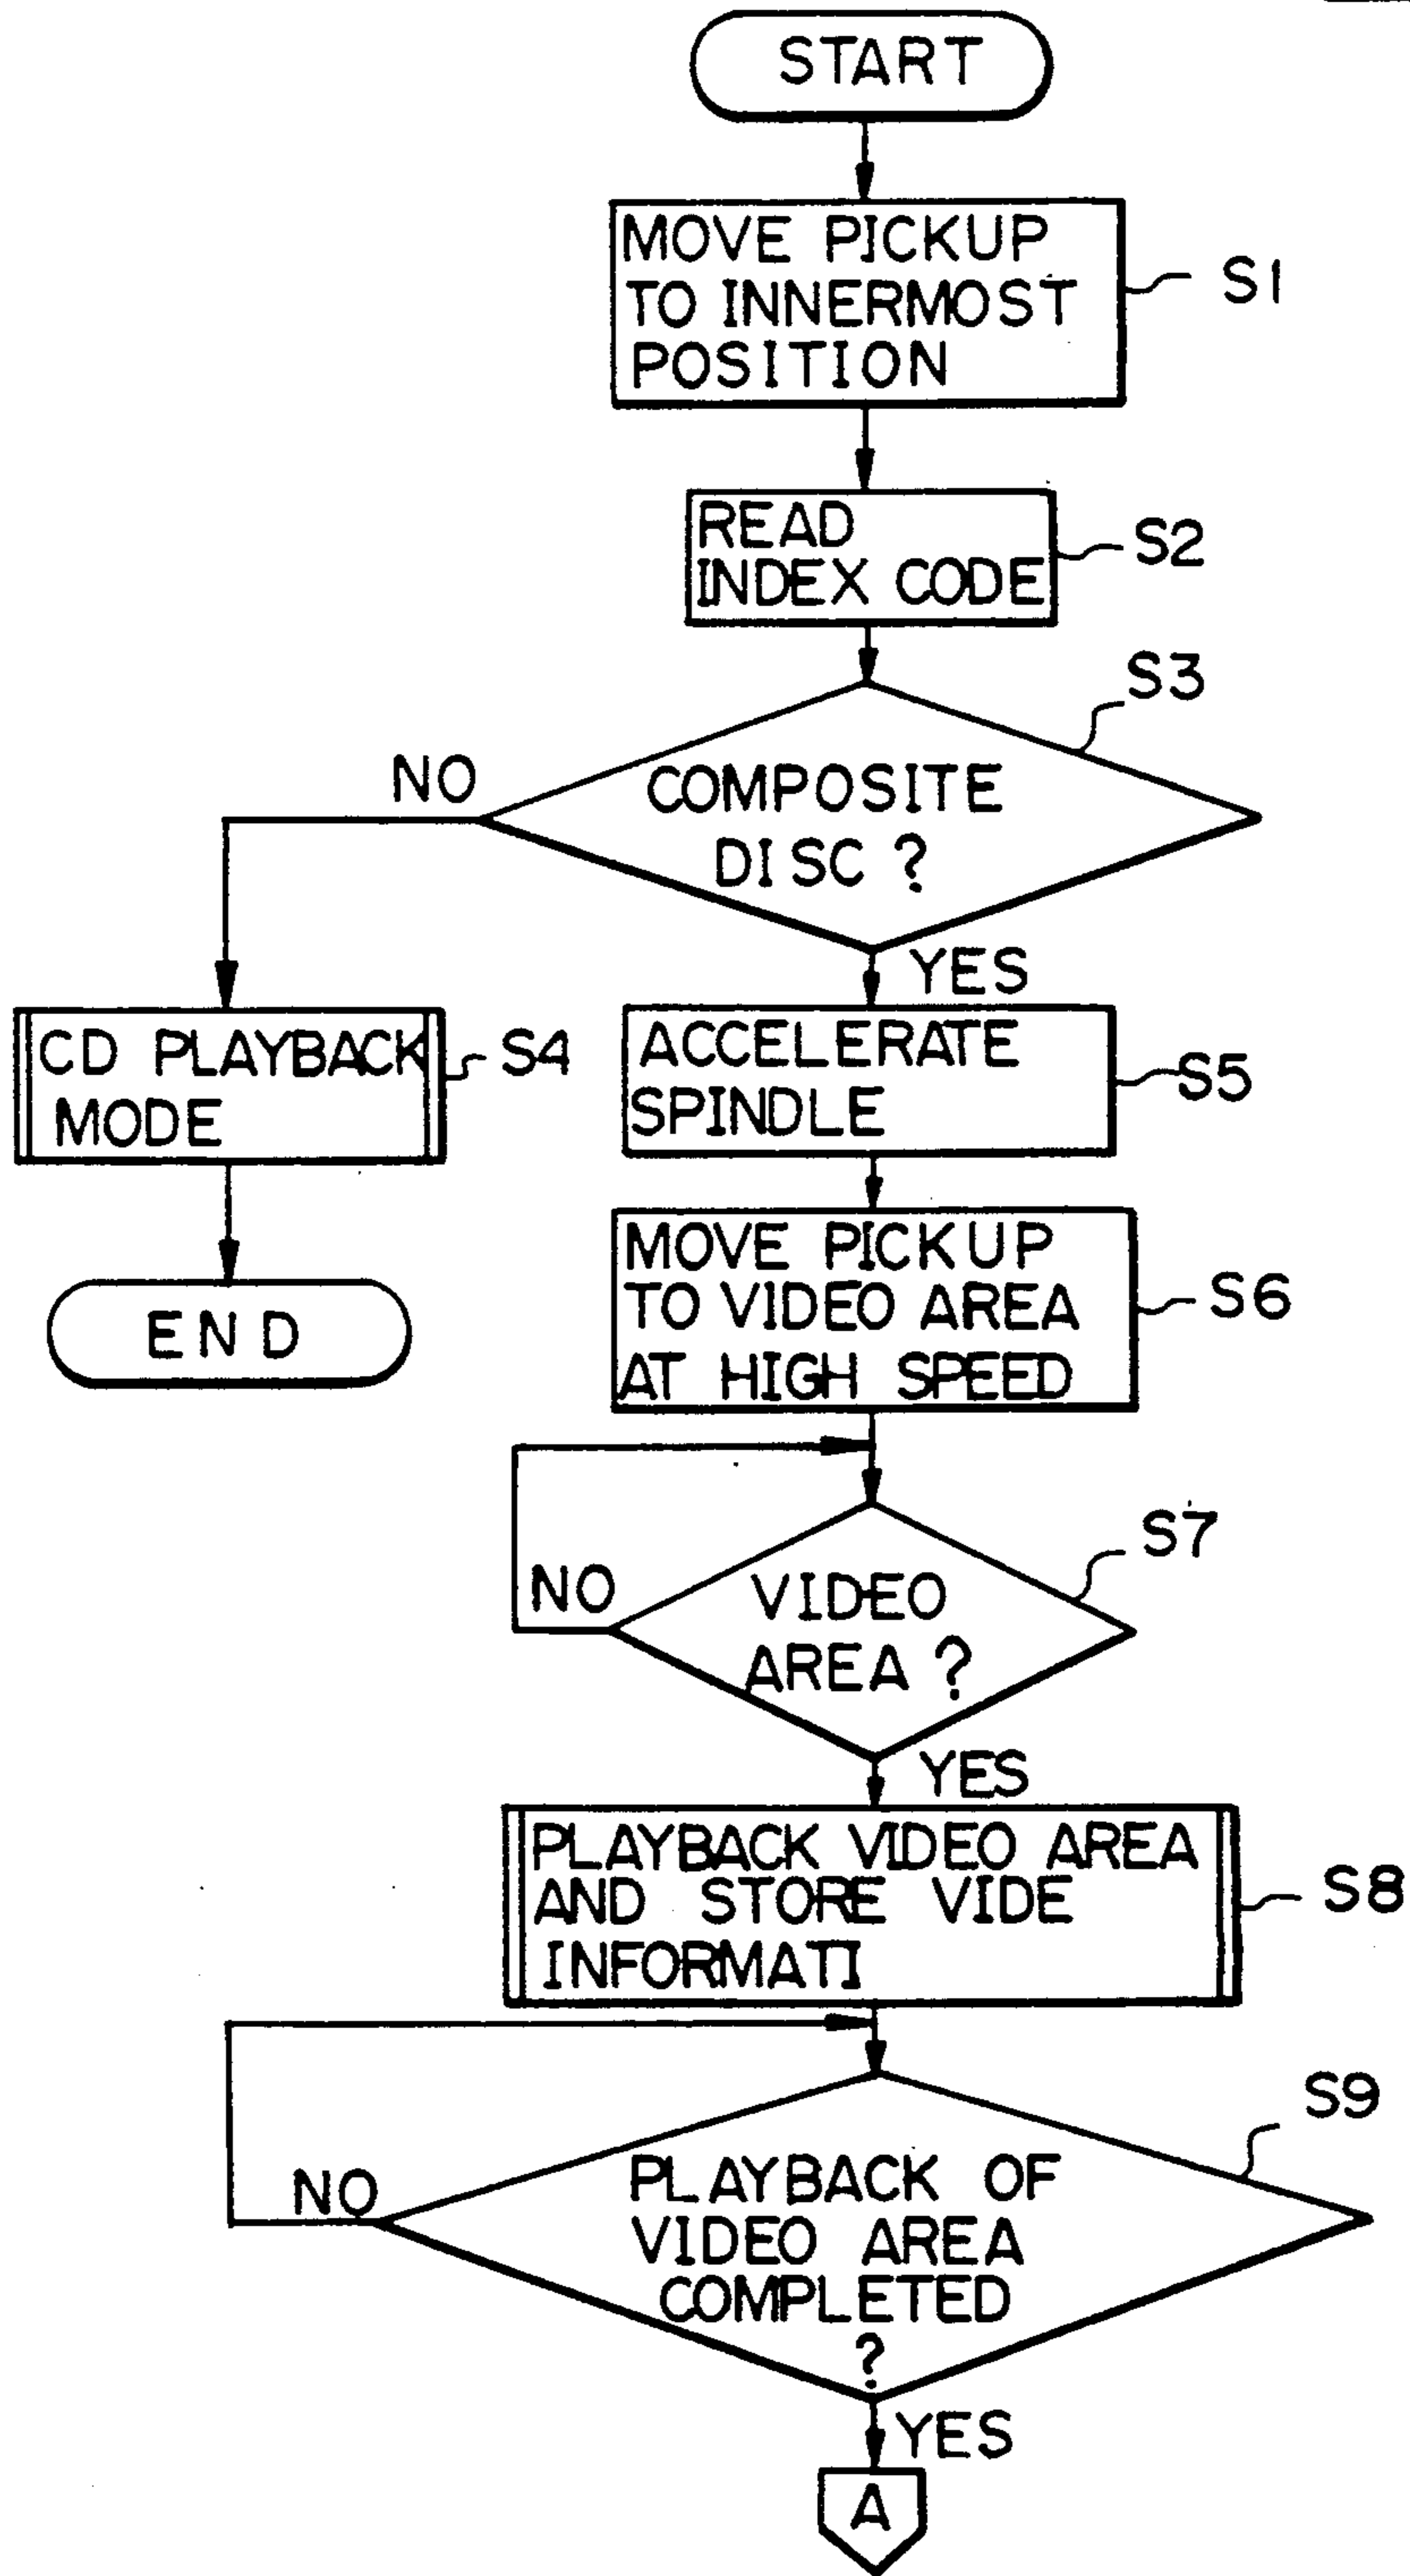 START
MOVE PICKUP
TO INNERMOST
POSITION
S1
READ
INDEX CODE
S2
S3
COMPOSITE
DISC?
NO
YES
CD PLAYBACK
MODE
S4
END
ACCELERATE
SPINDLE
S5
MOVE PICKUP
TO VIDEO AREA
AT HIGH SPEED
S6
S7
VIDEO
AREA?
NO
YES
PLAYBACK VIDEO AREA
AND STORE VIDE
INFORMATI
S8
S9
PLAYBACK OF
VIDEO AREA
COMPLETED
?
NO
YES
A